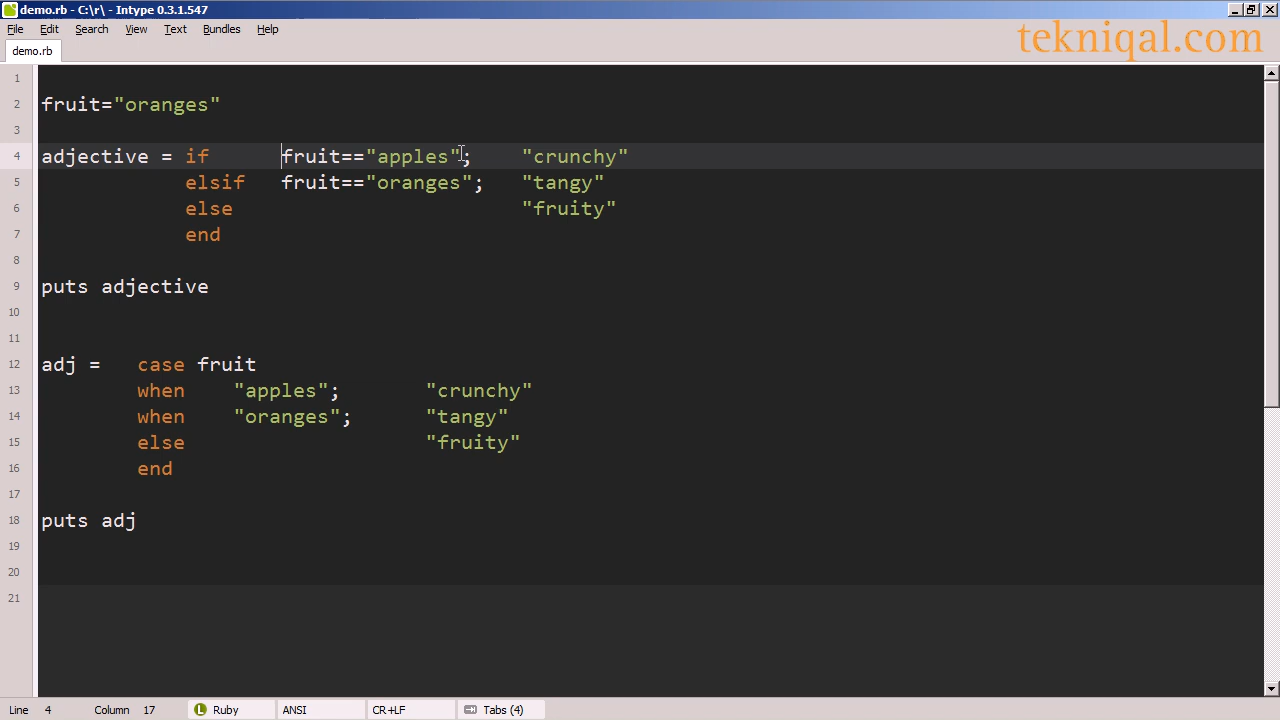 demo.rb - C:\r\ - Intype 0.3.1.547
File Edit Search View Text Bundles Help
tekniqal.com
demo.rb
1
2 fruit="oranges"
3
4 adjective = if fruit=="apples"; "crunchy"
5 elsif fruit=="oranges"; "tangy"
6 else "fruity"
7 end
8
9 puts adjective
10
11
12 adj = case fruit
13 when "apples"; "crunchy"
14 when "oranges"; "tangy"
15 else "fruity"
16 end
17
18 puts adj
19
20
21
Line 4 Column 17 L Ruby ANSI CR+LF Tabs (4)